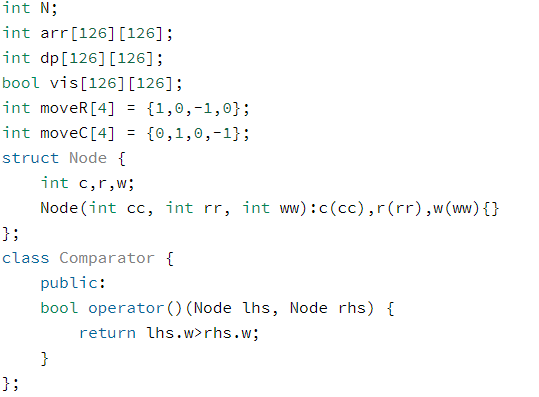 int N;
int arr[126][126];
int dp[126][126];
bool vis[126][126];
int moveR[4] = {1,0,-1,0};
int moveC[4] = {0,1,0,-1};
struct Node {
    int c,r,w;
    Node(int cc, int rr, int ww):c(cc),r(rr),w(ww){}
};
class Comparator {
    public:
    bool operator()(Node lhs, Node rhs) {
        return lhs.w>rhs.w;
    }
};